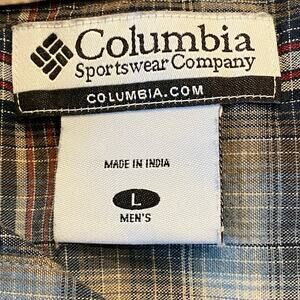 Columbia
Sportswear Company
COLUMBIA.COM
MADE IN INDIA
L
MEN'S